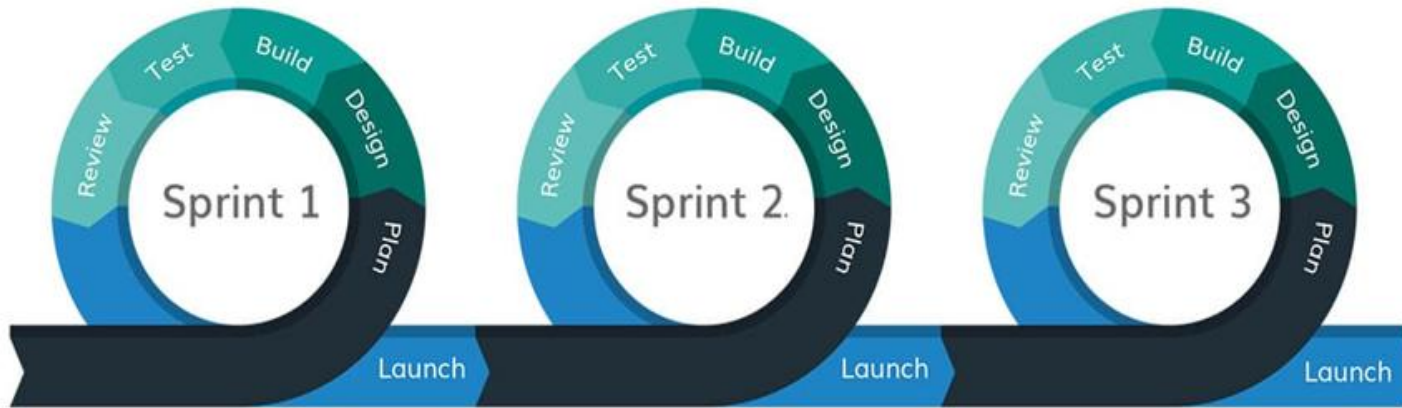 Test
Build
Design
Review
Sprint 1
Plan
Launch
Test
Build
Design
Review
Sprint 2.
Plan
Launch
Test
Build
Design
Review
Sprint 3
Plan
Launch